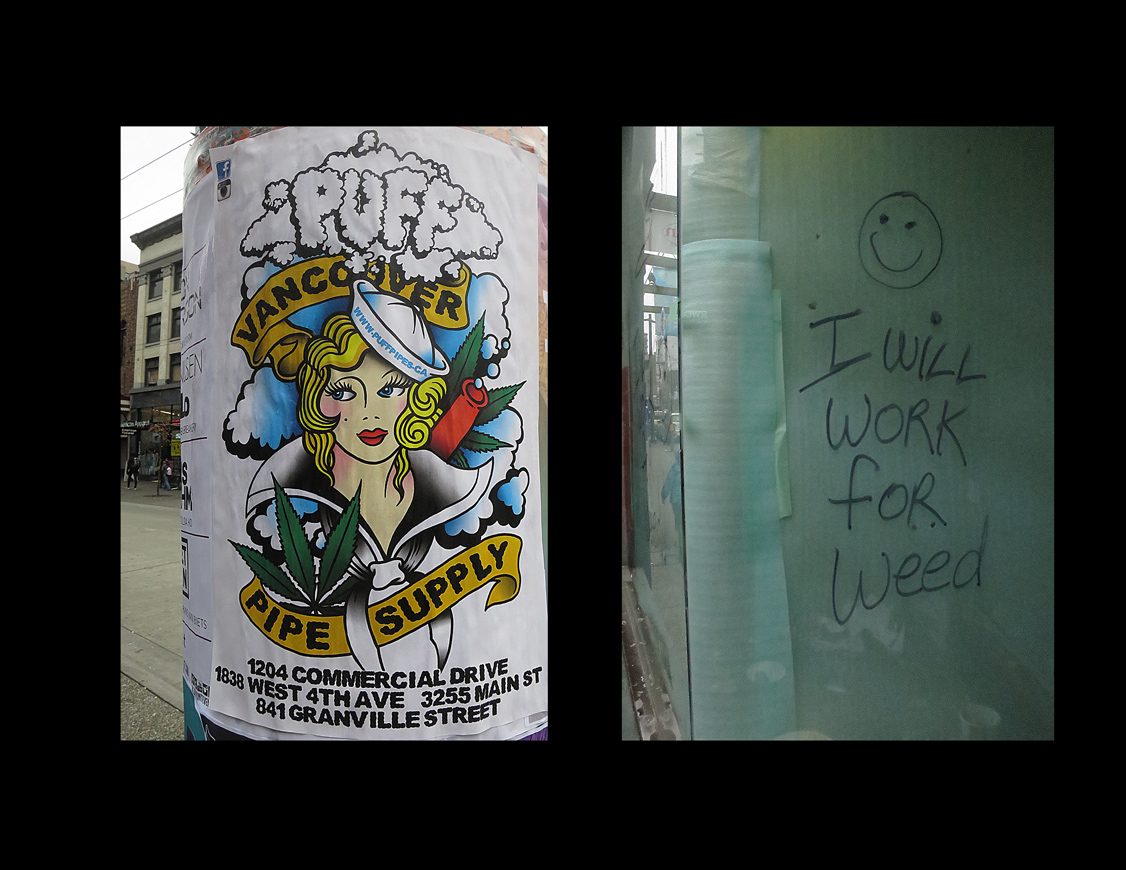 PUFF
VANCOUVER
WWW.PUFFPIPES.CA
PIPE SUPPLY
1204 COMMERCIAL DRIVE
1838 WEST 4TH AVE 3255 MAIN ST
841 GRANVILLE STREET
I WILL
WORK
FOR
Weed